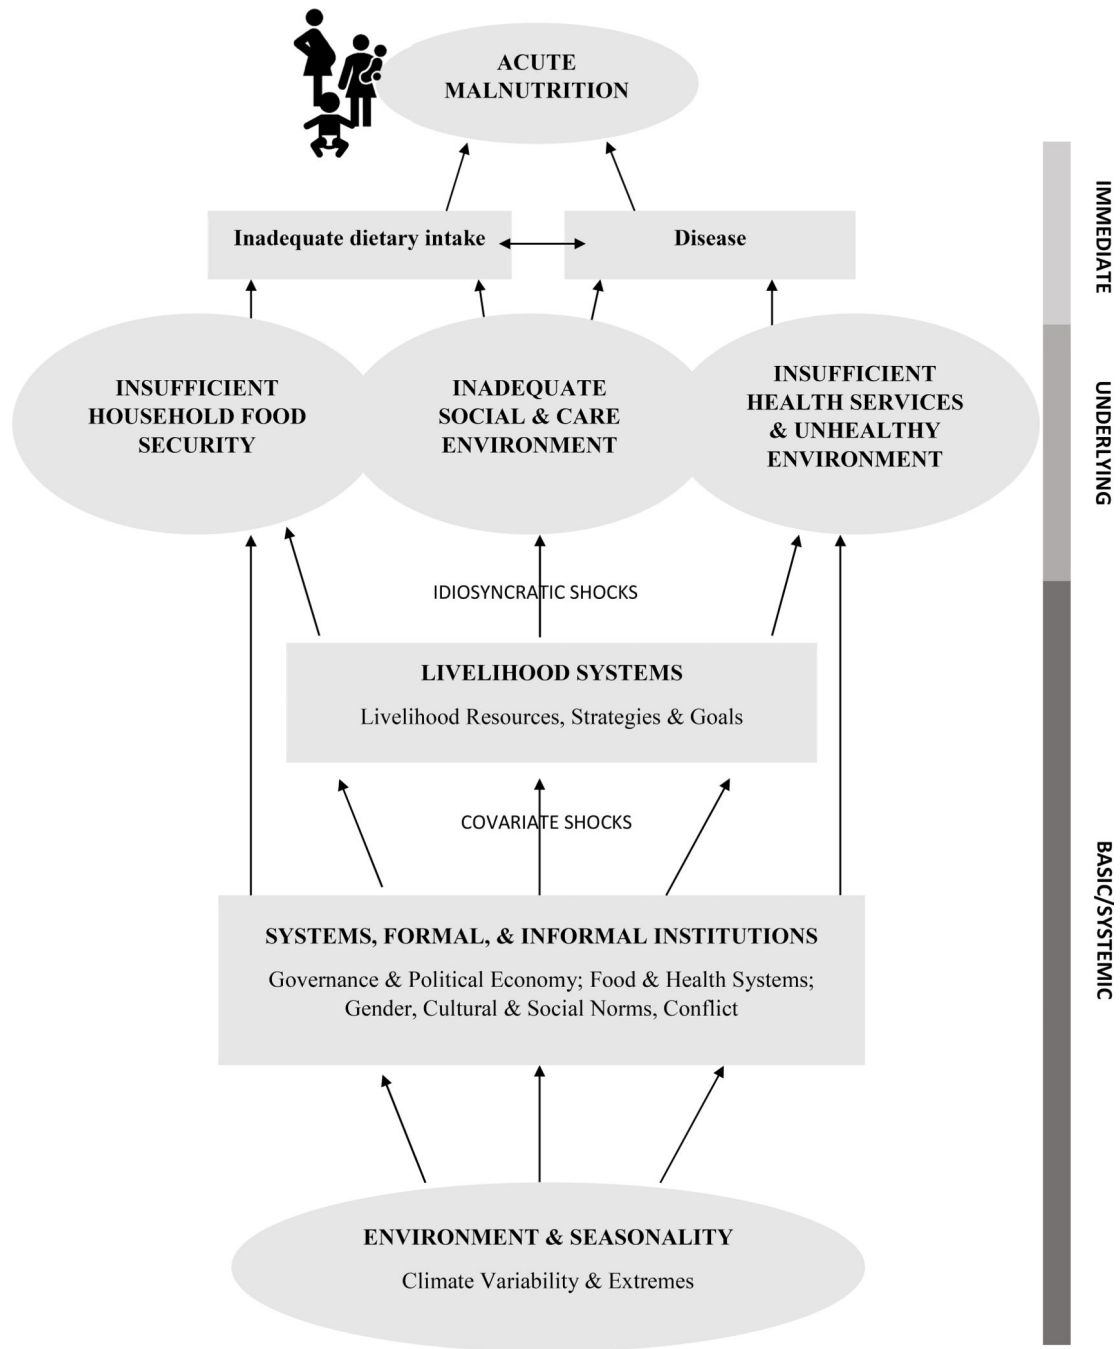 ACUTE
MALNUTRITION
IMMEDIATE
Inadequate dietary intake
Disease
UNDERLYING
INSUFFICIENT
HOUSEHOLD FOOD
SECURITY
INADEQUATE
SOCIAL & CARE
ENVIRONMENT
INSUFFICIENT
HEALTH SERVICES
& UNHEALTHY
ENVIRONMENT
IDIOSYNCRATIC SHOCKS
LIVELIHOOD SYSTEMS
Livelihood Resources, Strategies & Goals
COVARIATE SHOCKS
BASIC/SYSTEMIC
SYSTEMS, FORMAL, & INFORMAL INSTITUTIONS
Governance & Political Economy; Food & Health Systems;
Gender, Cultural & Social Norms, Conflict
ENVIRONMENT & SEASONALITY
Climate Variability & Extremes